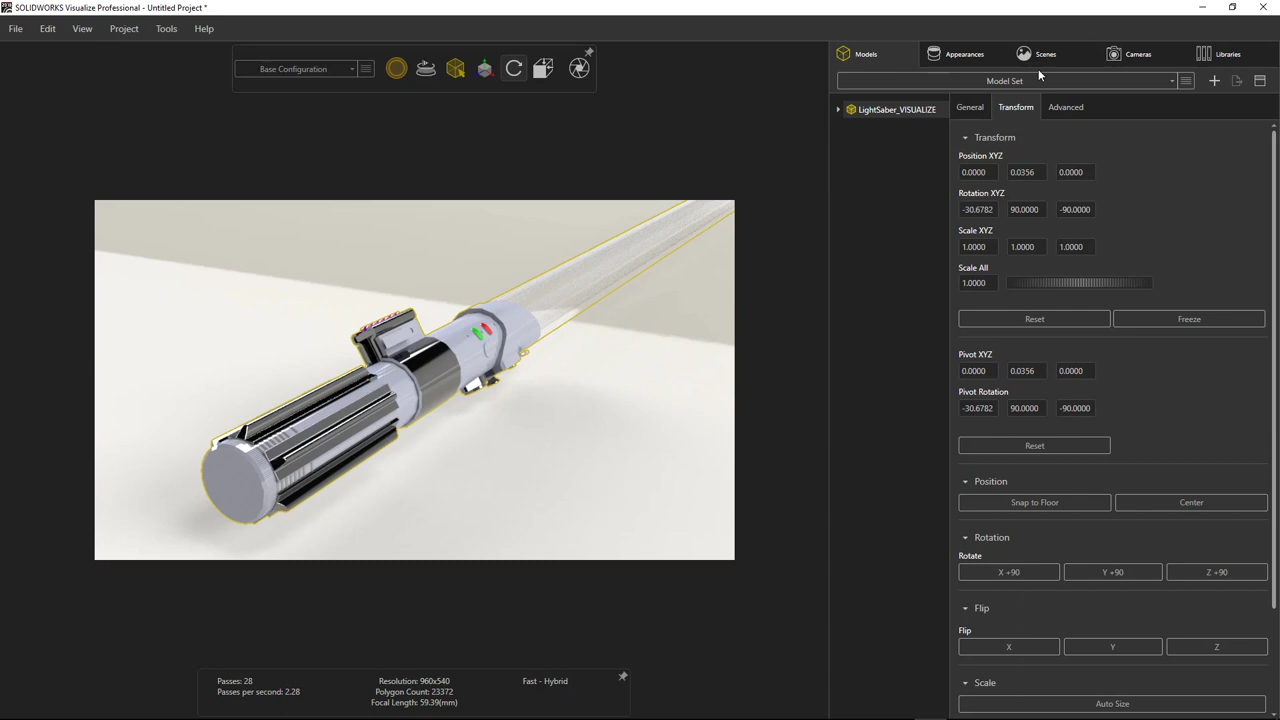 SOLIDWORKS Visualize Professional - Untitled Project *
File Edit View Project Tools Help
Base Configuration
Models Appearances Scenes Cameras Libraries
Model Set
LightSaber_VISUALIZE
General Transform Advanced
Transform
Position XYZ
0.0000 0.0356 0.0000
Rotation XYZ
-30.6782 90.0000 -90.0000
Scale XYZ
1.0000 1.0000 1.0000
Scale All
1.0000
Reset Freeze
Pivot XYZ
0.0000 0.0356 0.0000
Pivot Rotation
-30.6782 90.0000 -90.0000
Reset
Position
Snap to Floor Center
Rotation
Rotate
X +90 Y +90 Z +90
Flip
Flip
X Y Z
Scale
Auto Size
Passes: 28 Resolution: 960x540 Fast - Hybrid
Passes per second: 2.28 Polygon Count: 23372
Focal Length: 59.39(mm)